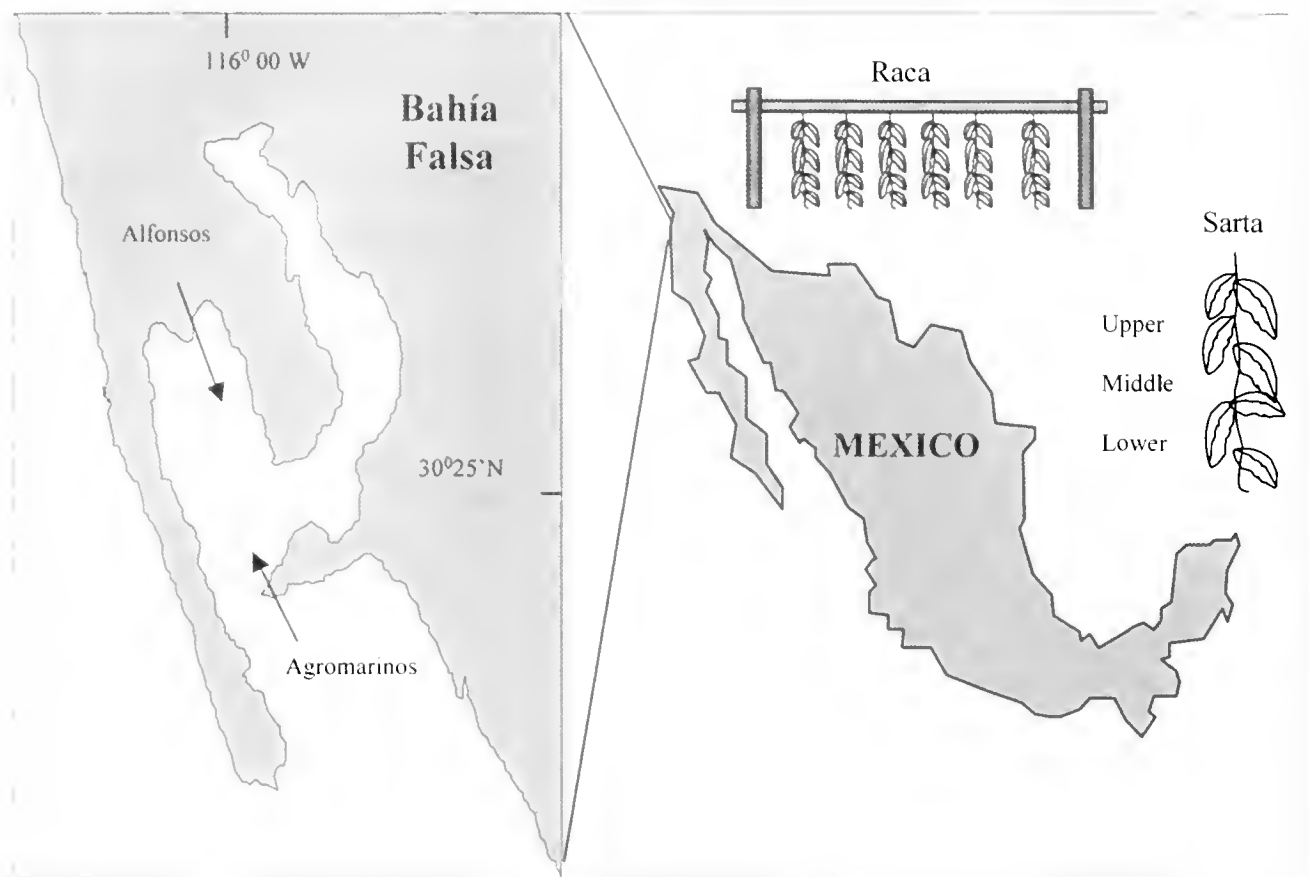 116⁰ 00 W
Bahía
Falsa
Alfonsos
30⁰25'N
Agromarinos
Raca
Sarta
Upper
Middle
Lower
MEXICO